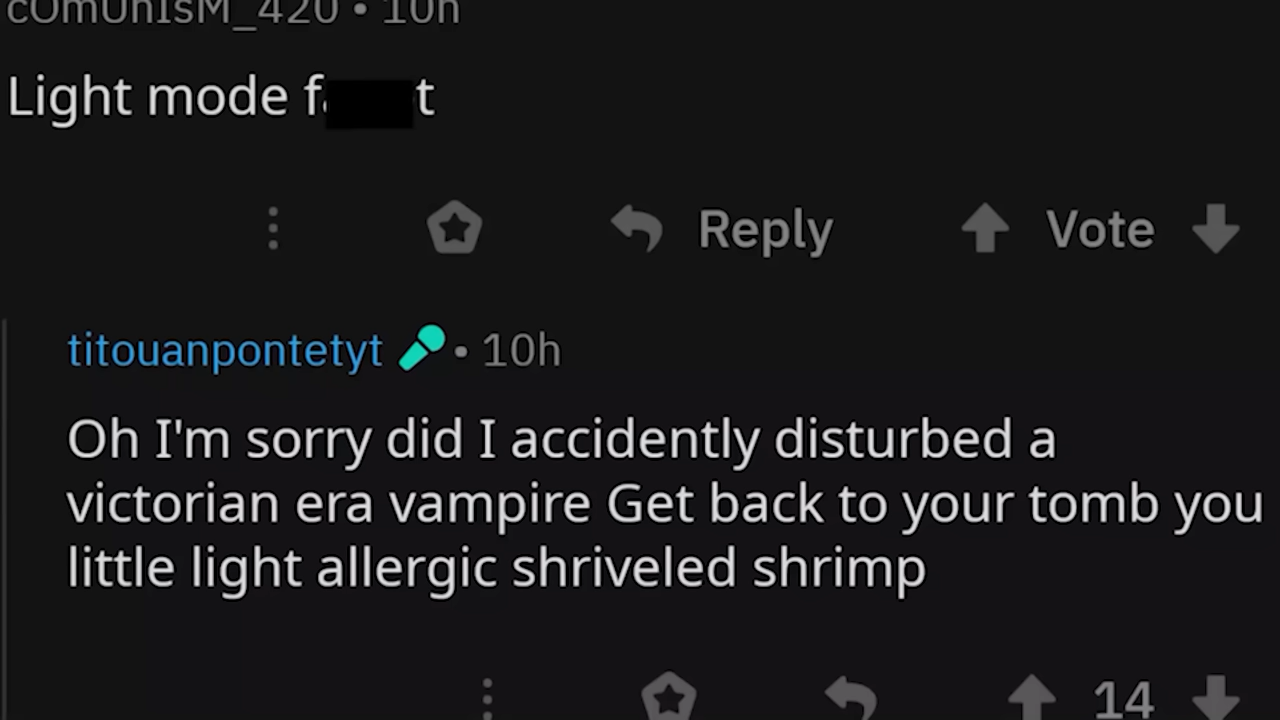 cOmUnIsM_420 • 10h
Light mode f t
Reply Vote
titouanpontetyt • 10h
Oh I'm sorry did I accidently disturbed a
victorian era vampire Get back to your tomb you
little light allergic shriveled shrimp
14